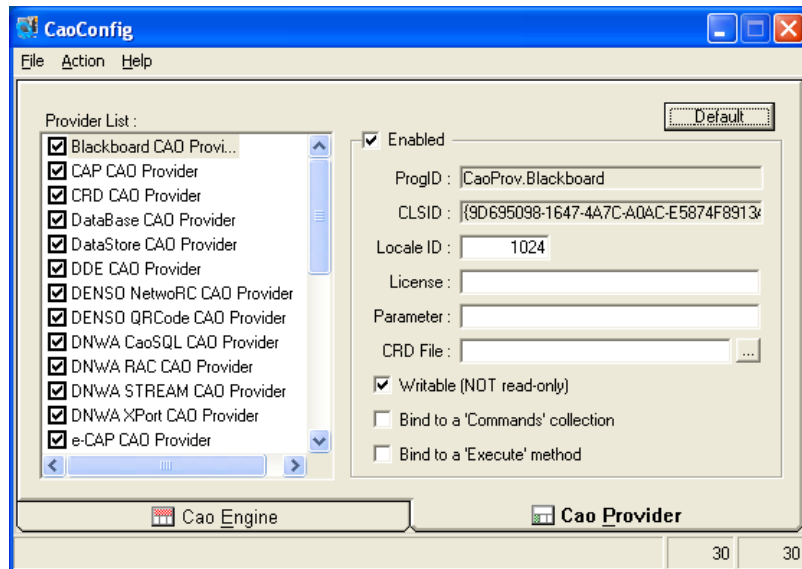 CaoConfig
File Action Help
Provider List :
Blackboard CAO Provi...
CAP CAO Provider
CRD CAO Provider
DataBase CAO Provider
DataStore CAO Provider
DDE CAO Provider
DENSO NetwoRC CAO Provider
DENSO QRCode CAO Provider
DNWA CaoSQL CAO Provider
DNWA RAC CAO Provider
DNWA STREAM CAO Provider
DNWA XPort CAO Provider
e-CAP CAO Provider
Default
Enabled
ProgID : CaoProv.Blackboard
CLSID : {9D695098-1647-4A7C-A0AC-E5874F8913
Locale ID : 1024
License :
Parameter :
CRD File : ...
Writable (NOT read-only)
Bind to a 'Commands' collection
Bind to a 'Execute' method
Cao Engine
Cao Provider
30 30